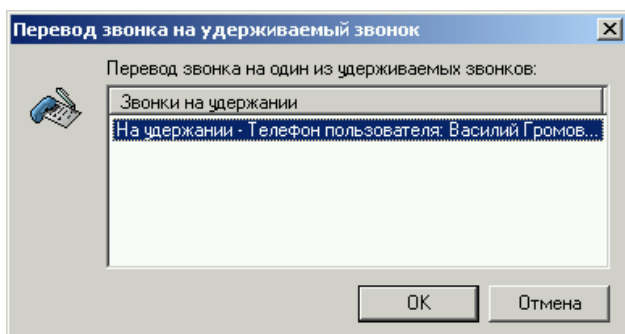 Перевод звонка на удерживаемый звонок
Перевод звонка на один из удерживаемых звонков:
Звонки на удержании
На удержании - Телефон пользователя: Василий Громов...
OK
Отмена